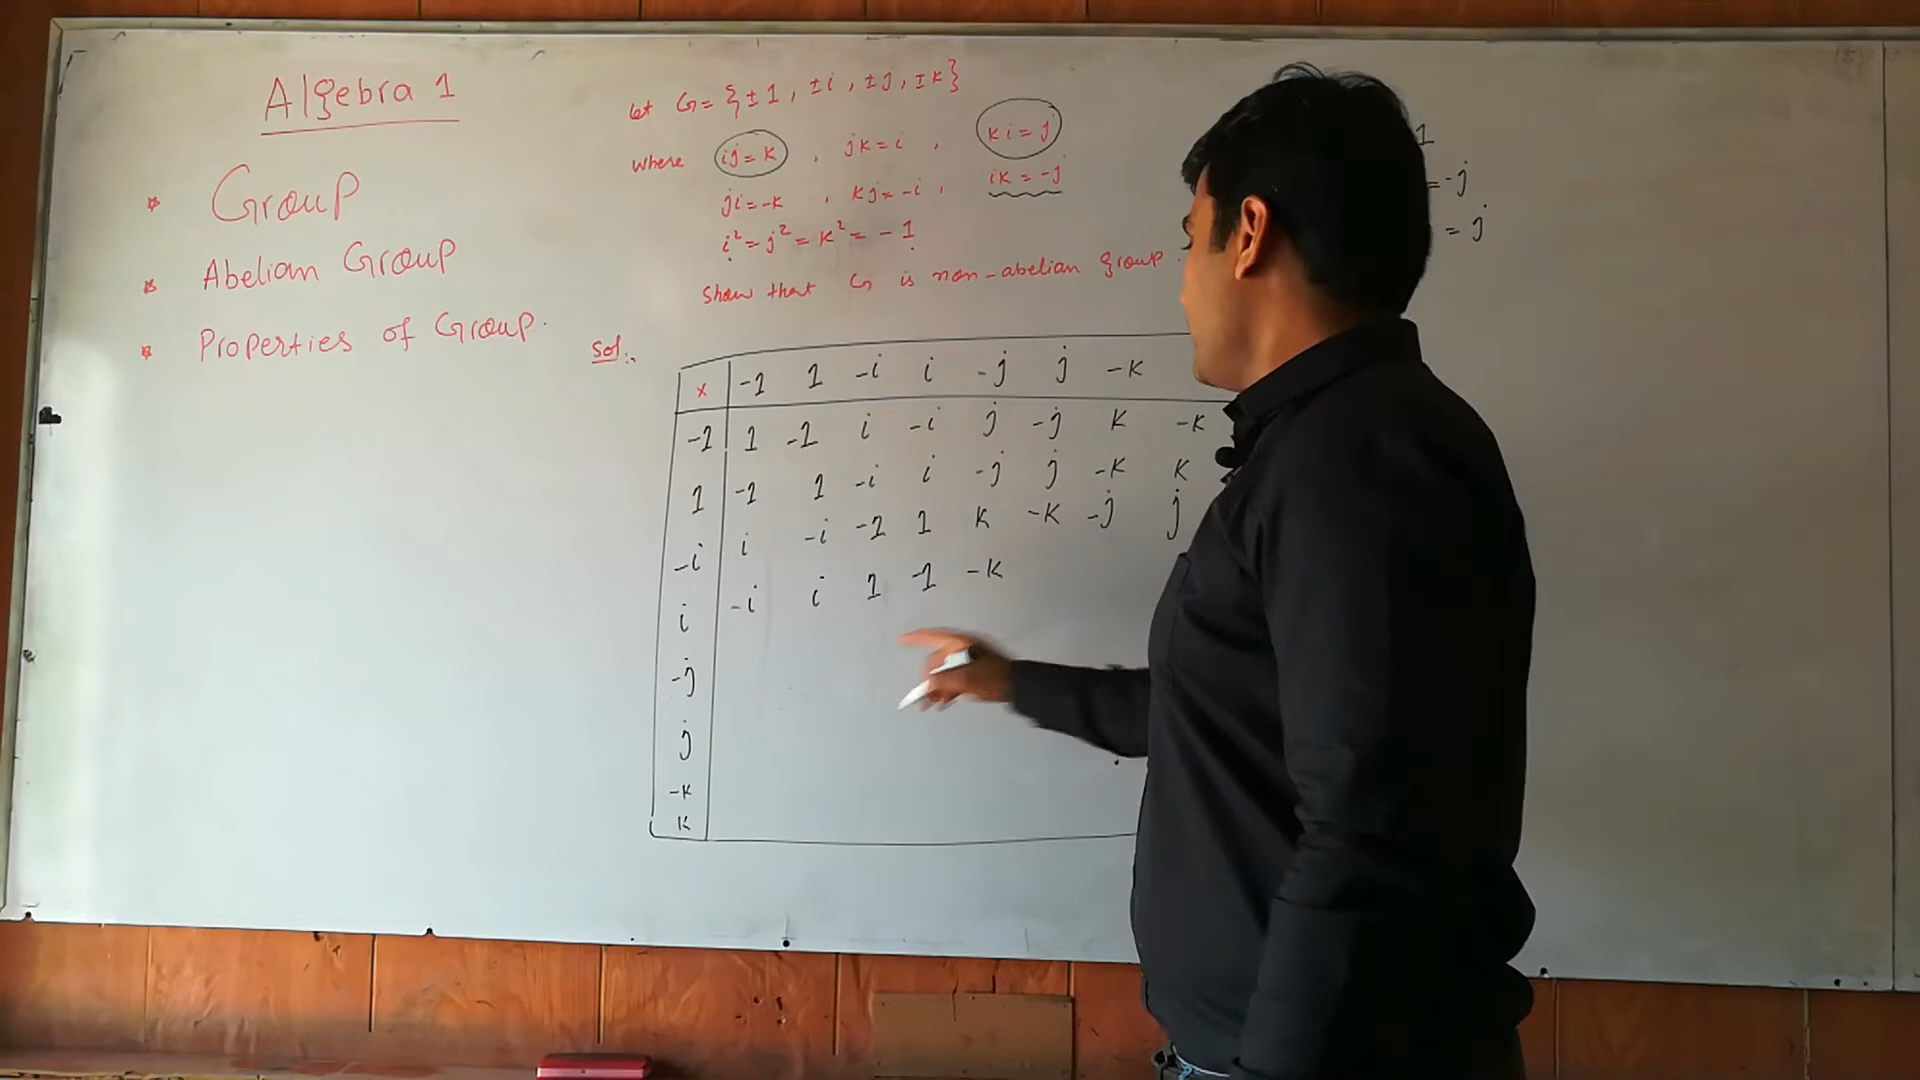 Algebra 1
* Group
* Abelian Group
* Properties of Group.
let G = {±1, ±i, ±j, ±k}
where ij=k , jk=i , ki=j
ji=-k , kj=-i , ik=-j
i²=j²=k²=-1
Show that G is non-abelian group.
Sol:.
x -1 1 -i i -j j -k
-1 1 -1 i -i j -j k -k
1 -1 1 -i i -j j -k k
-i i -i -1 1 k -k -j j
i -i i 1 -1 -k
-j
j
-k
k
1
=-j
=j